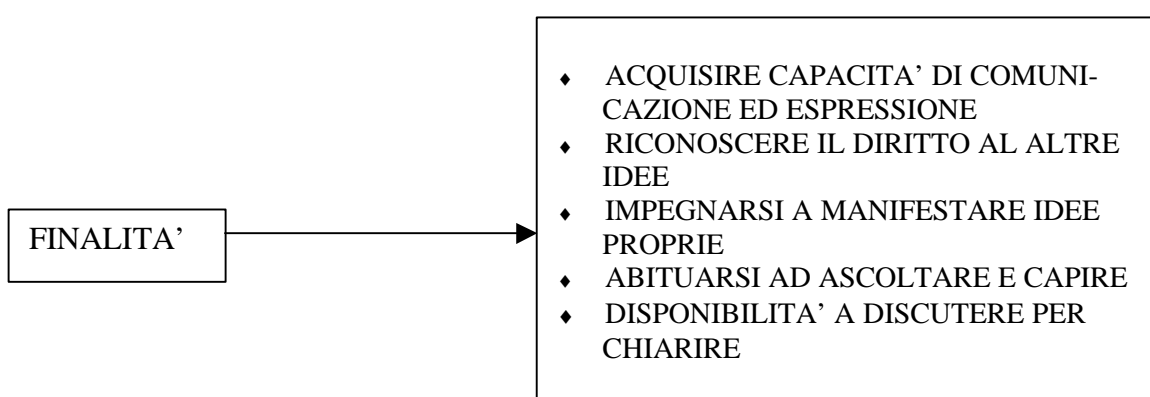 FINALITA’
♦ ACQUISIRE CAPACITA’ DI COMUNI-
CAZIONE ED ESPRESSIONE
♦ RICONOSCERE IL DIRITTO AL ALTRE
IDEE
♦ IMPEGNARSI A MANIFESTARE IDEE
PROPRIE
♦ ABITUARSI AD ASCOLTARE E CAPIRE
♦ DISPONIBILITA’ A DISCUTERE PER
CHIARIRE